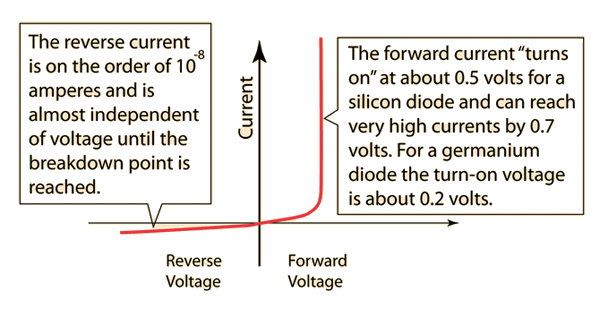 The reverse current
is on the order of 10⁻⁸
amperes and is
almost independent
of voltage until the
breakdown point is
reached.
Current
The forward current “turns
on” at about 0.5 volts for a
silicon diode and can reach
very high currents by 0.7
volts. For a germanium
diode the turn-on voltage
is about 0.2 volts.
Reverse
Voltage
Forward
Voltage